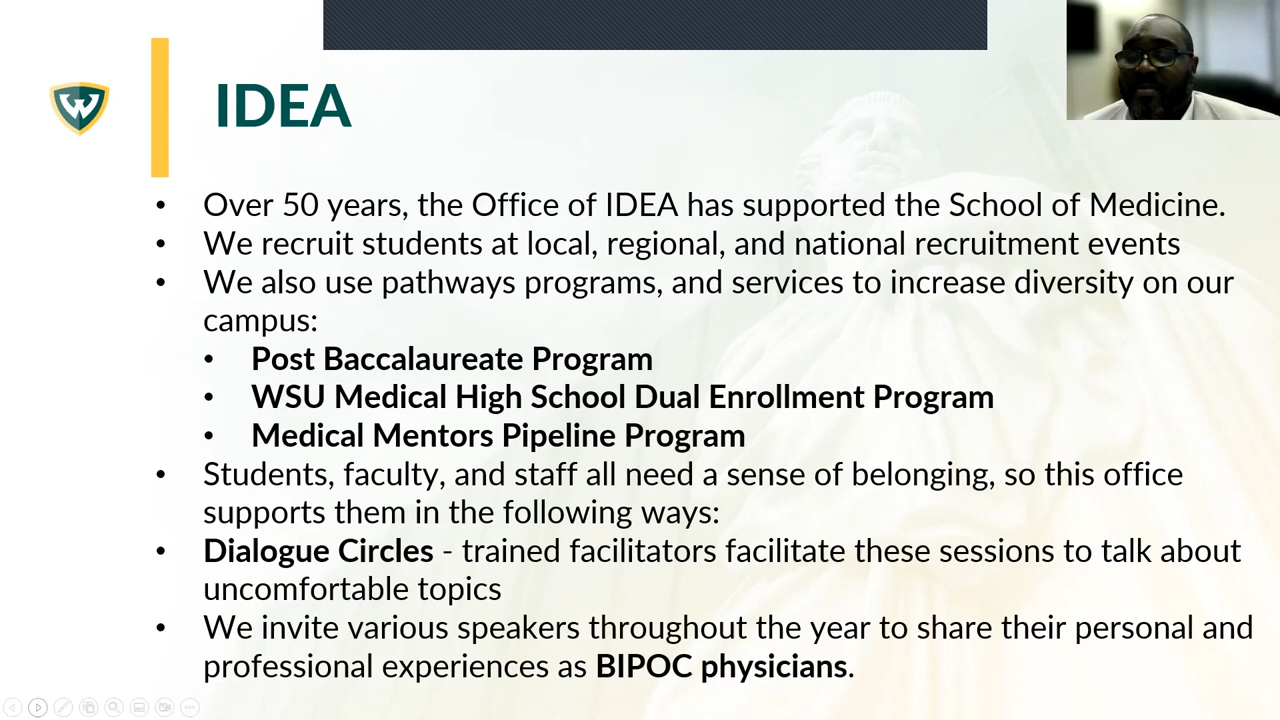 W
IDEA
• Over 50 years, the Office of IDEA has supported the School of Medicine.
• We recruit students at local, regional, and national recruitment events
• We also use pathways programs, and services to increase diversity on our
campus:
• Post Baccalaureate Program
• WSU Medical High School Dual Enrollment Program
• Medical Mentors Pipeline Program
• Students, faculty, and staff all need a sense of belonging, so this office
supports them in the following ways:
• Dialogue Circles - trained facilitators facilitate these sessions to talk about
uncomfortable topics
• We invite various speakers throughout the year to share their personal and
professional experiences as BIPOC physicians.